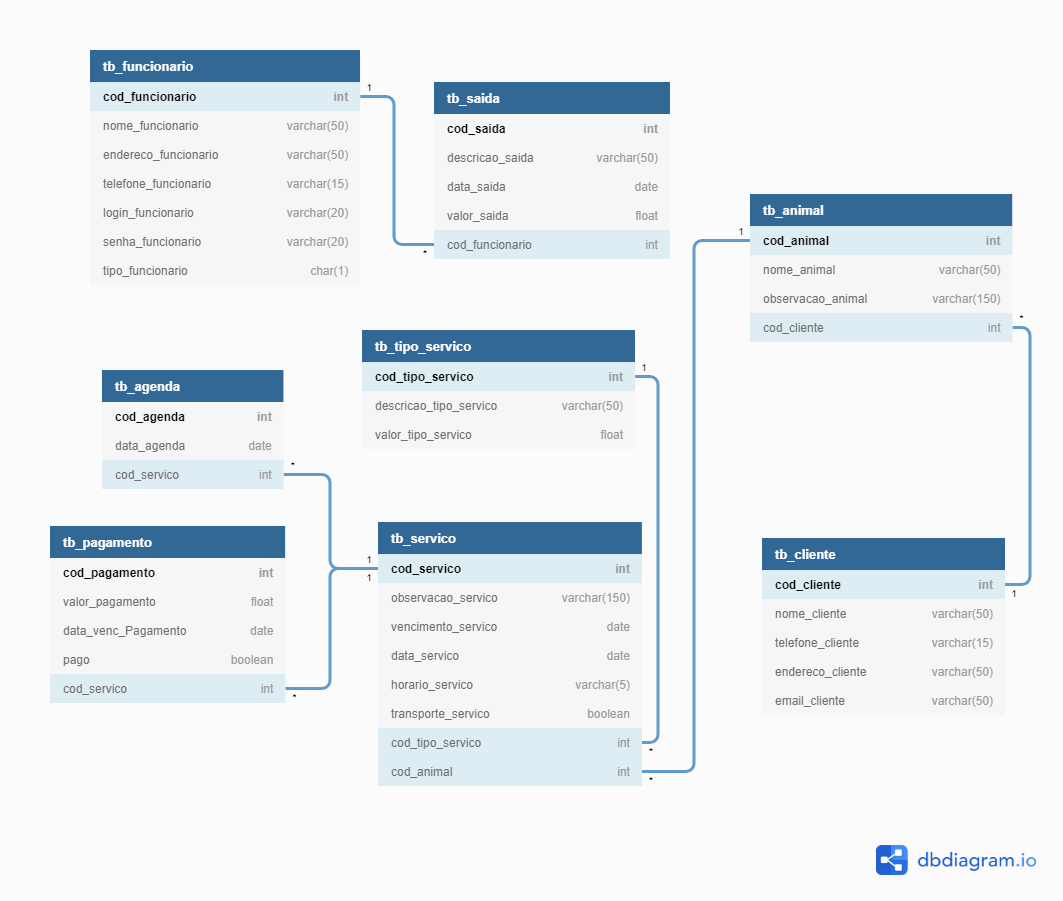 tb_funcionario
cod_funcionario int
nome_funcionario varchar(50)
endereco_funcionario varchar(50)
telefone_funcionario varchar(15)
login_funcionario varchar(20)
senha_funcionario varchar(20)
tipo_funcionario char(1)
1
*
tb_saida
cod_saida int
descricao_saida varchar(50)
data_saida date
valor_saida float
cod_funcionario int
1
*
tb_animal
cod_animal int
nome_animal varchar(50)
observacao_animal varchar(150)
cod_cliente int
tb_tipo_servico
cod_tipo_servico int
descricao_tipo_servico varchar(50)
valor_tipo_servico float
1
tb_agenda
cod_agenda int
data_agenda date
cod_servico int
*
tb_pagamento
cod_pagamento int
valor_pagamento float
data_venc_Pagamento date
pago boolean
cod_servico int
*
1
1
tb_servico
cod_servico int
observacao_servico varchar(150)
vencimento_servico date
data_servico date
horario_servico varchar(5)
transporte_servico boolean
cod_tipo_servico int
cod_animal int
*
*
tb_cliente
cod_cliente int
nome_cliente varchar(50)
telefone_cliente varchar(15)
endereco_cliente varchar(50)
email_cliente varchar(50)
1
dbdiagram.io